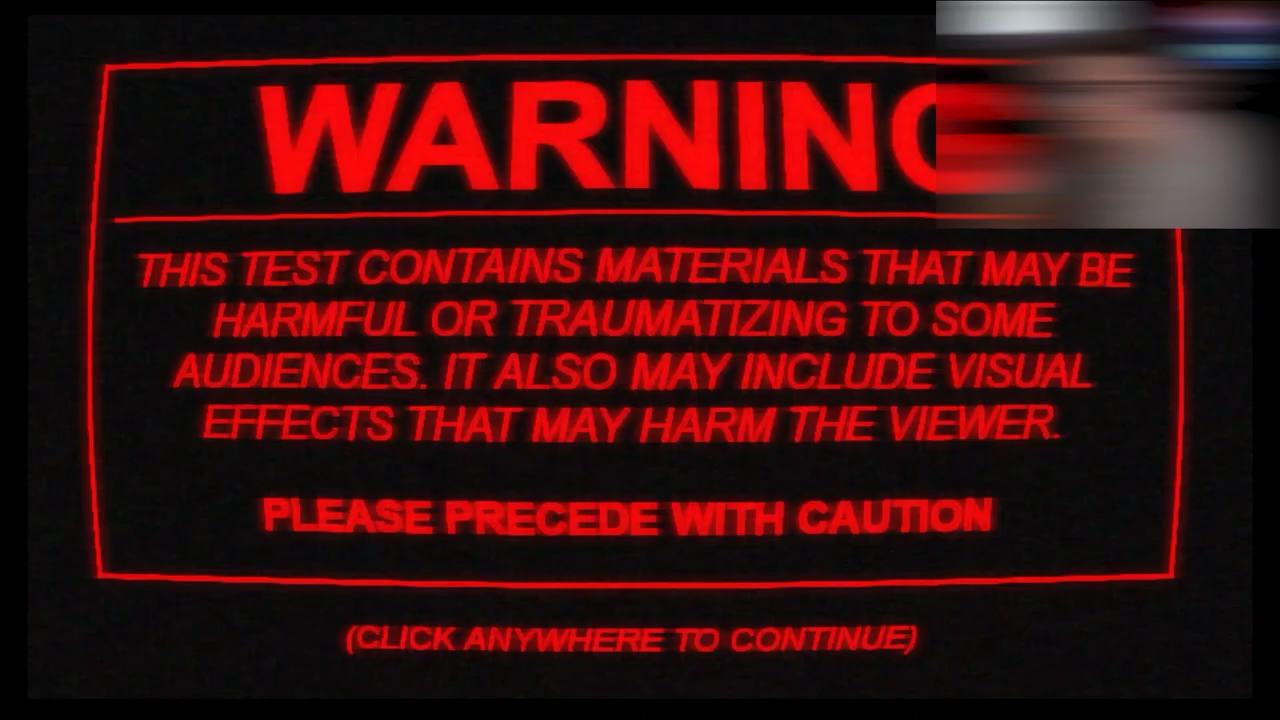 WARNING
THIS TEST CONTAINS MATERIALS THAT MAY BE
HARMFUL OR TRAUMATIZING TO SOME
AUDIENCES. IT ALSO MAY INCLUDE VISUAL
EFFECTS THAT MAY HARM THE VIEWER.
PLEASE PRECEDE WITH CAUTION
(CLICK ANYWHERE TO CONTINUE)